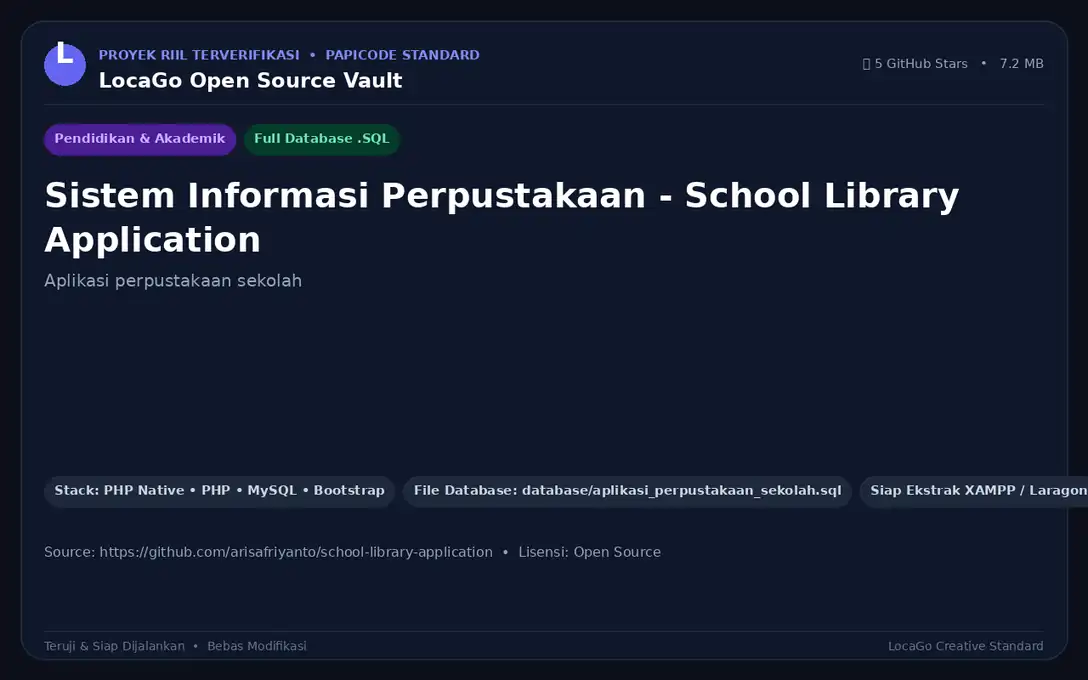 L
PROYEK RIIL TERVERIFIKASI • PAPICODE STANDARD
LocaGo Open Source Vault
5 GitHub Stars • 7.2 MB
Pendidikan & Akademik
Full Database .SQL
Sistem Informasi Perpustakaan - School Library
Application
Aplikasi perpustakaan sekolah
Stack: PHP Native • PHP • MySQL • Bootstrap
File Database: database/aplikasi_perpustakaan_sekolah.sql
Siap Ekstrak XAMPP / Laragon
Source: https://github.com/arisafriyanto/school-library-application • Lisensi: Open Source
Teruji & Siap Dijalankan • Bebas Modifikasi
LocaGo Creative Standard